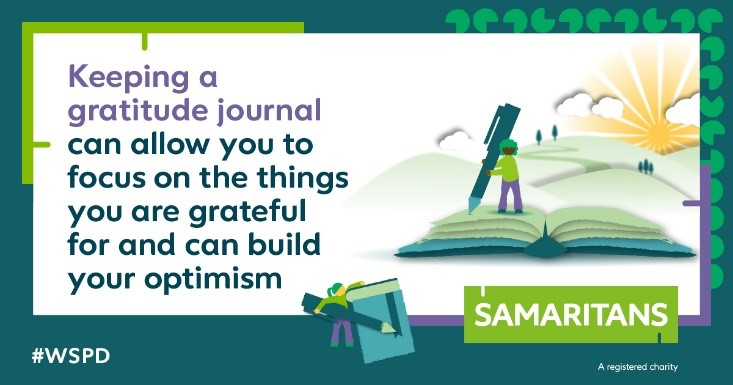 Keeping a
gratitude journal
can allow you to
focus on the things
you are grateful
for and can build
your optimism
SAMARITANS
#WSPD
A registered charity